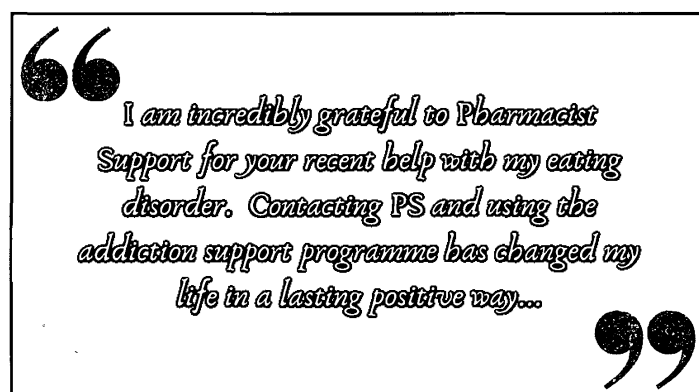 “I am incredibly grateful to Pharmacist
Support for your recent help with my eating
disorder. Contacting PS and using the
addiction support programme has changed my
life in a lasting positive way...”